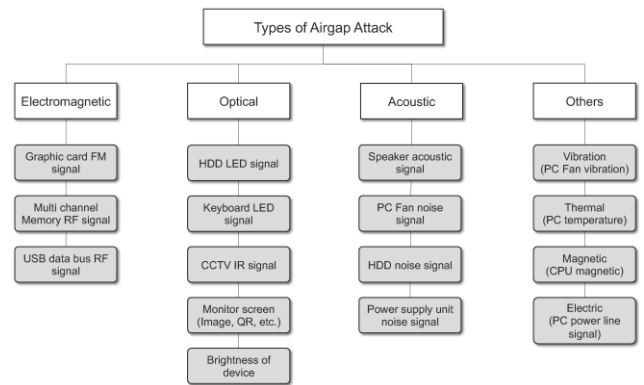 Types of Airgap Attack
Electromagnetic
Optical
Acoustic
Others
Graphic card FM
signal
Multi channel
Memory RF signal
USB data bus RF
signal
HDD LED signal
Keyboard LED
signal
CCTV IR signal
Monitor screen
(Image, QR, etc.)
Brightness of
device
Speaker acoustic
signal
PC Fan noise
signal
HDD noise signal
Power supply unit
noise signal
Vibration
(PC Fan vibration)
Thermal
(PC temperature)
Magnetic
(CPU magnetic)
Electric
(PC power line
signal)